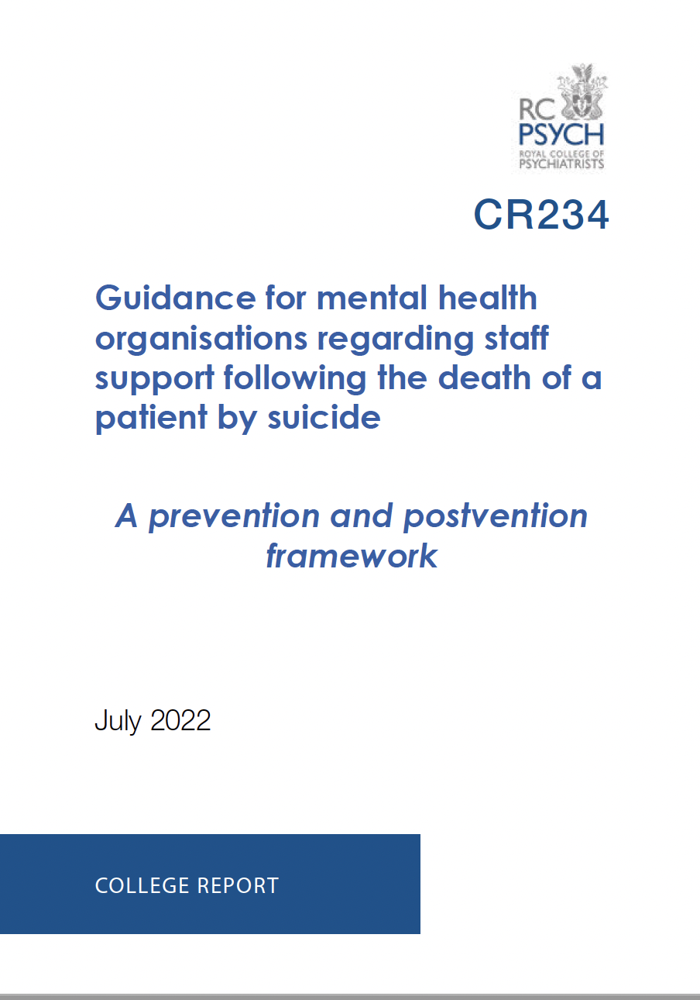 RC
PSYCH
ROYAL COLLEGE OF
PSYCHIATRISTS
CR234
Guidance for mental health
organisations regarding staff
support following the death of a
patient by suicide
A prevention and postvention
framework
July 2022
COLLEGE REPORT